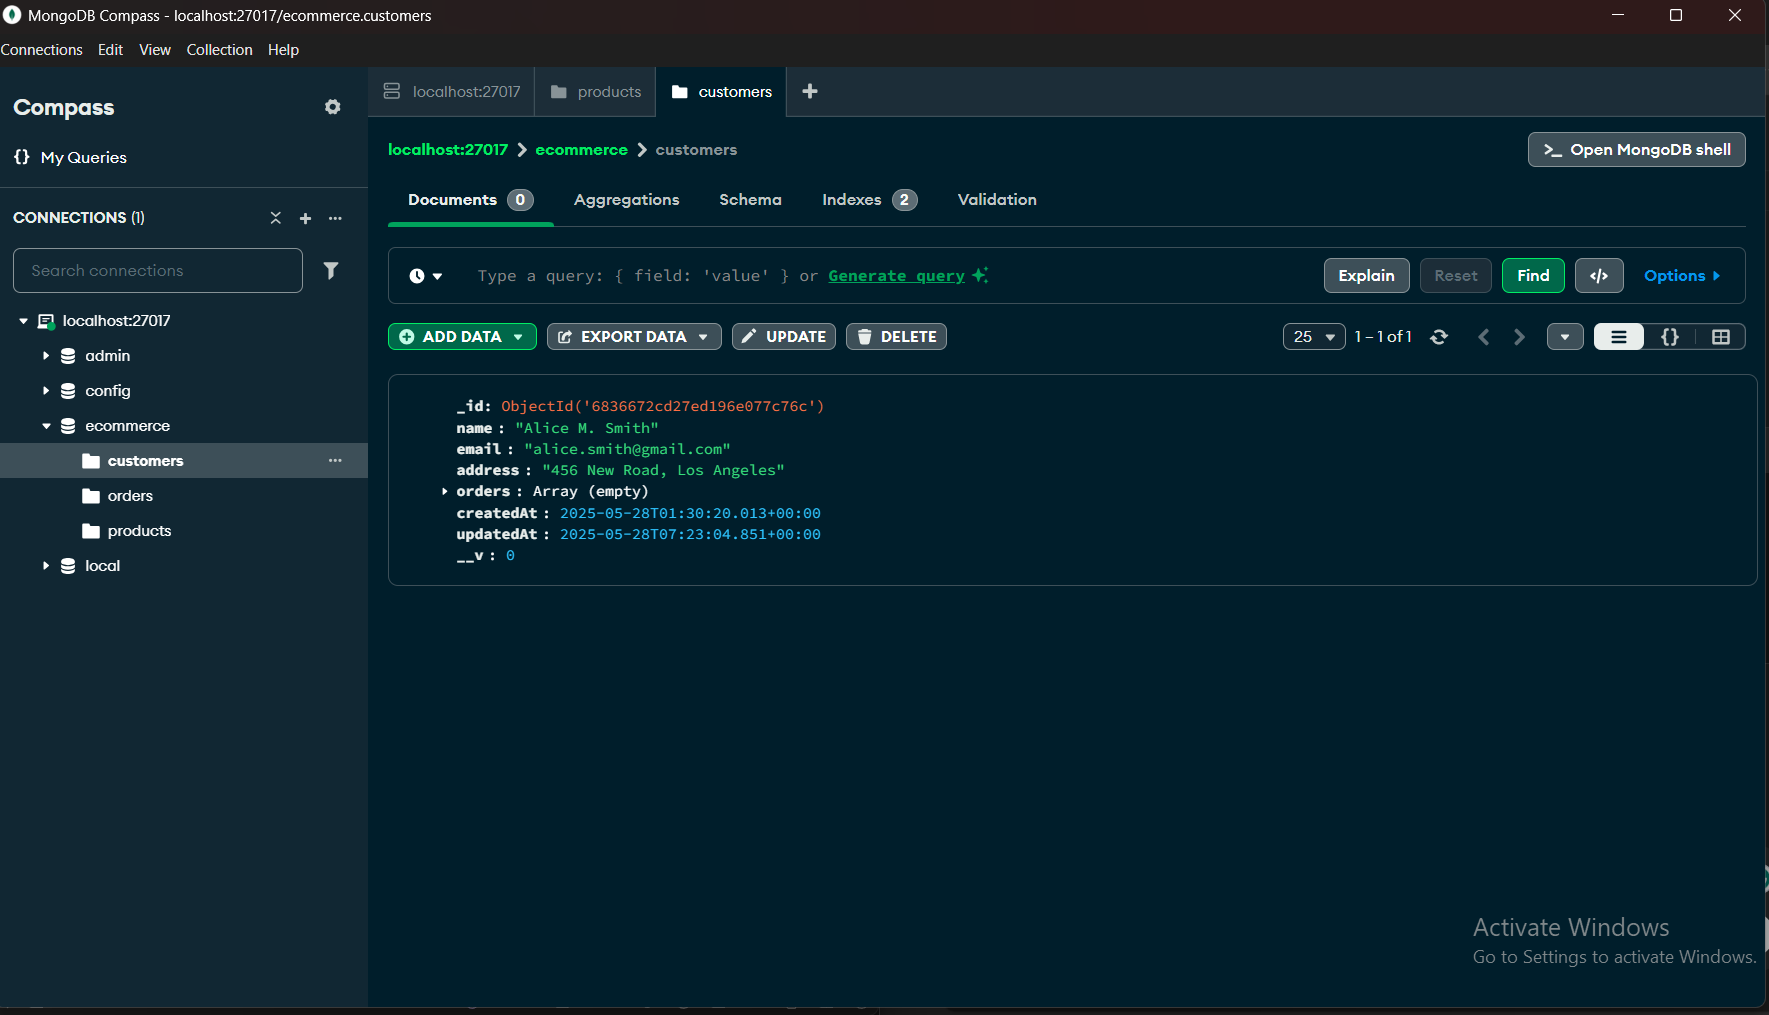 MongoDB Compass - localhost:27017/ecommerce.customers
Connections Edit View Collection Help
Compass
{} My Queries
CONNECTIONS (1)
Search connections
localhost:27017
admin
config
ecommerce
customers
orders
products
local
localhost:27017 products customers
localhost:27017 > ecommerce > customers
>_ Open MongoDB shell
Documents 0 Aggregations Schema Indexes 2 Validation
Type a query: { field: 'value' } or Generate query
Explain Reset Find </> Options
ADD DATA EXPORT DATA UPDATE DELETE
25 1–1 of 1 {}
_id: ObjectId('6836672cd27ed196e077c76c')
name : "Alice M. Smith"
email : "alice.smith@gmail.com"
address : "456 New Road, Los Angeles"
orders : Array (empty)
createdAt : 2025-05-28T01:30:20.013+00:00
updatedAt : 2025-05-28T07:23:04.851+00:00
__v : 0
Activate Windows
Go to Settings to activate Windows.